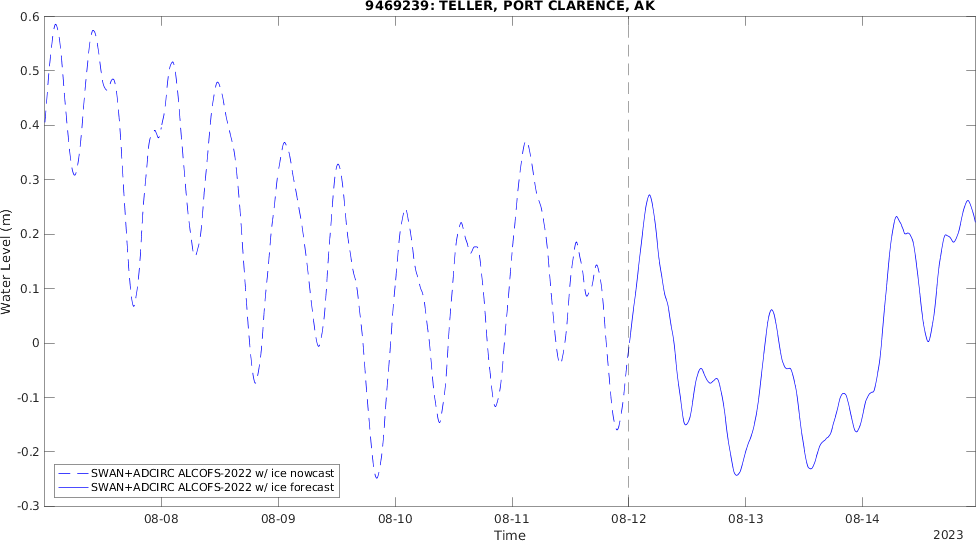 9469239: TELLER, PORT CLARENCE, AK
0.6
0.5
0.4
0.3
0.2
0.1
0
-0.1
-0.2
-0.3
Water Level (m)
SWAN+ADCIRC ALCOFS-2022 w/ ice nowcast
SWAN+ADCIRC ALCOFS-2022 w/ ice forecast
08-08 08-09 08-10 08-11 08-12 08-13 08-14
Time
2023